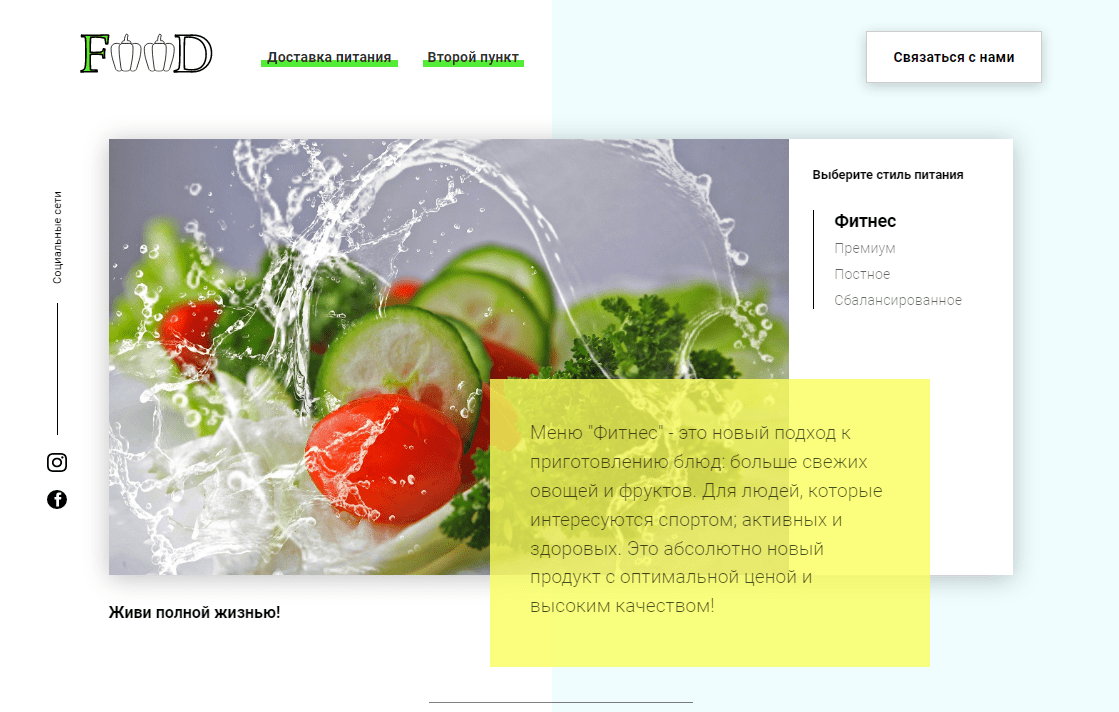 FOOD
Доставка питания
Второй пункт
Связаться с нами
Социальные сети
Выберите стиль питания
Фитнес
Премиум
Постное
Сбалансированное
Меню "Фитнес" - это новый подход к
приготовлению блюд: больше свежих
овощей и фруктов. Для людей, которые
интересуются спортом; активных и
здоровых. Это абсолютно новый
продукт с оптимальной ценой и
высоким качеством!
Живи полной жизнью!